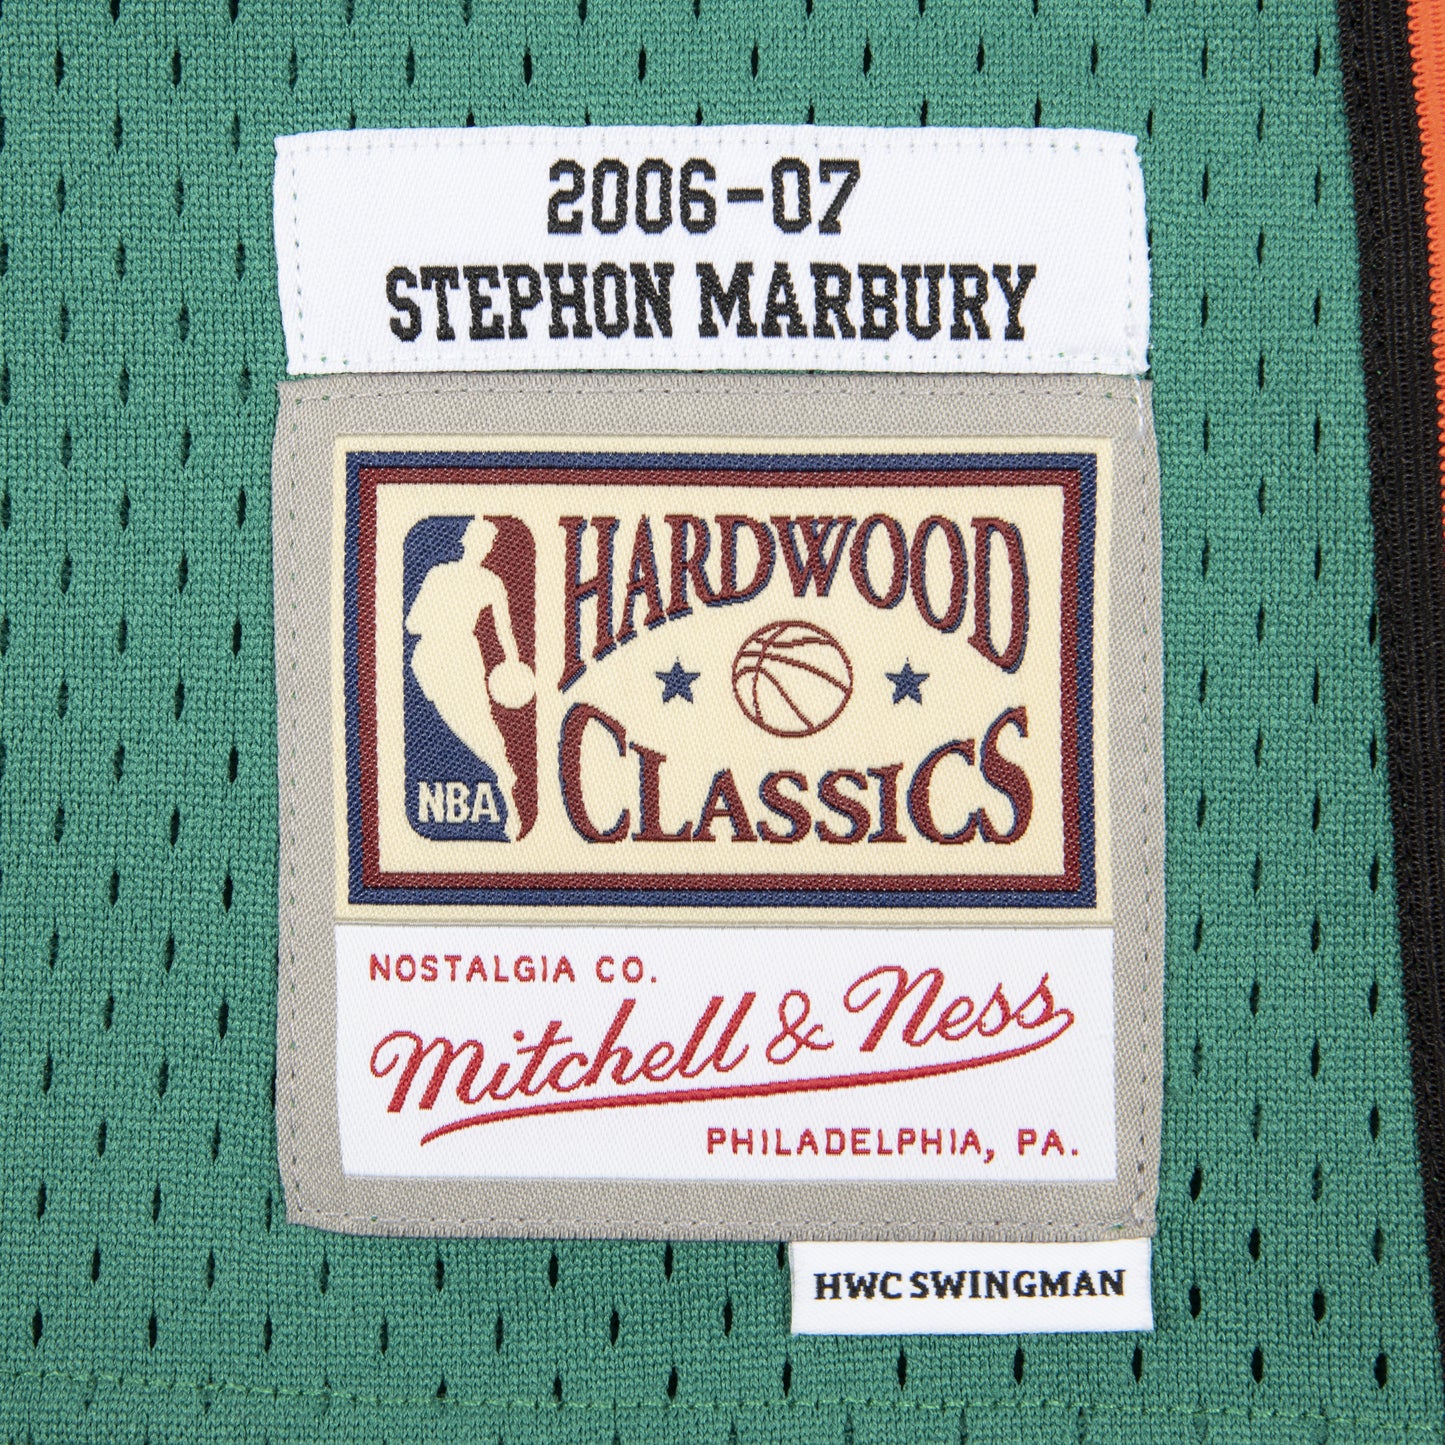 2006-07
STEPHON MARBURY
HARDWOOD
CLASSICS
NBA
NOSTALGIA CO.
Mitchell & Ness
PHILADELPHIA, PA.
HWC SWINGMAN